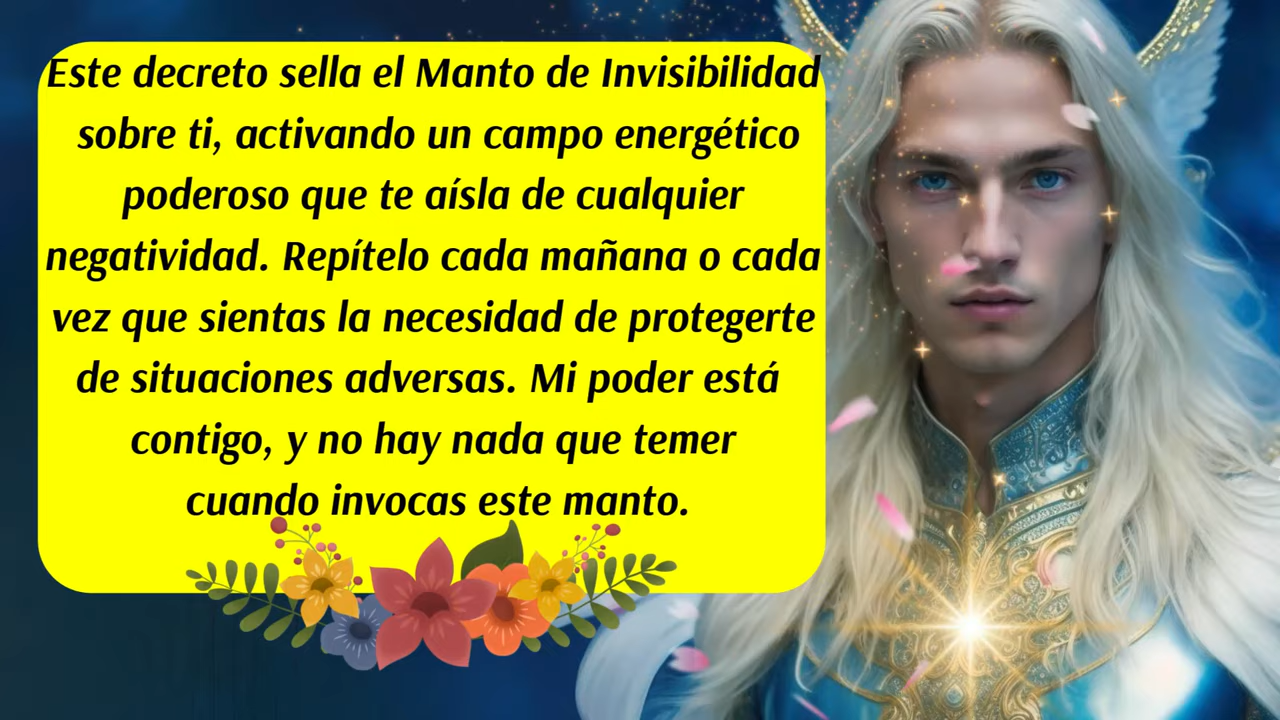 Este decreto sella el Manto de Invisibilidad
sobre ti, activando un campo energético
poderoso que te aísla de cualquier
negatividad. Repítelo cada mañana o cada
vez que sientas la necesidad de protegerte
de situaciones adversas. Mi poder está
contigo, y no hay nada que temer
cuando invocas este manto.